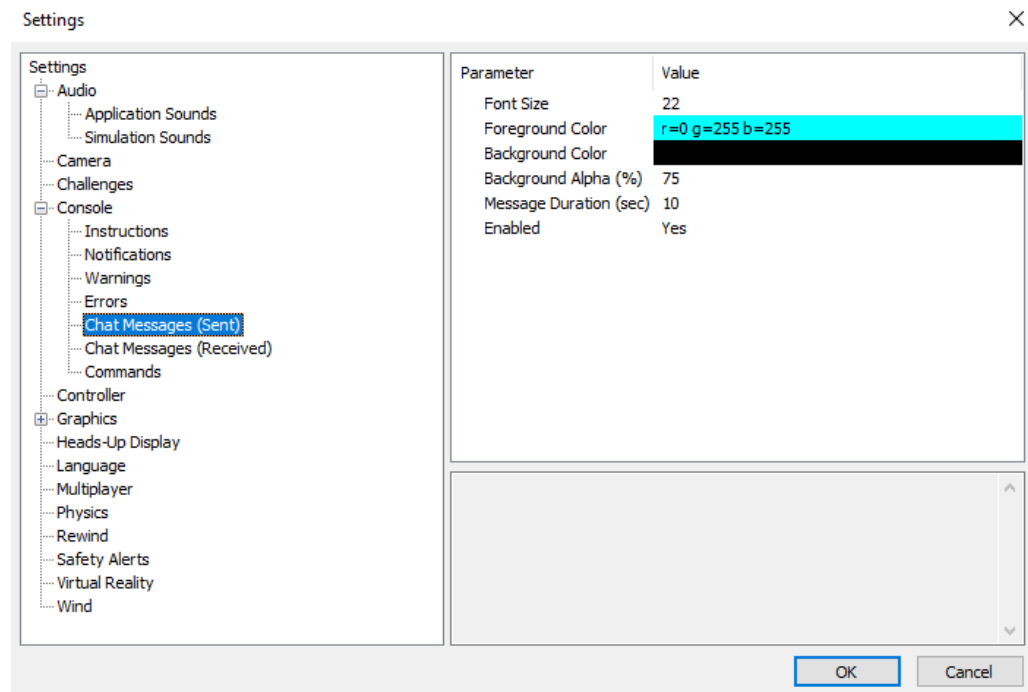 Settings
Settings
Audio
Application Sounds
Simulation Sounds
Camera
Challenges
Console
Instructions
Notifications
Warnings
Errors
Chat Messages (Sent)
Chat Messages (Received)
Commands
Controller
Graphics
Heads-Up Display
Language
Multiplayer
Physics
Rewind
Safety Alerts
Virtual Reality
Wind
Parameter Value
Font Size 22
Foreground Color r=0 g=255 b=255
Background Color
Background Alpha (%) 75
Message Duration (sec) 10
Enabled Yes
OK Cancel